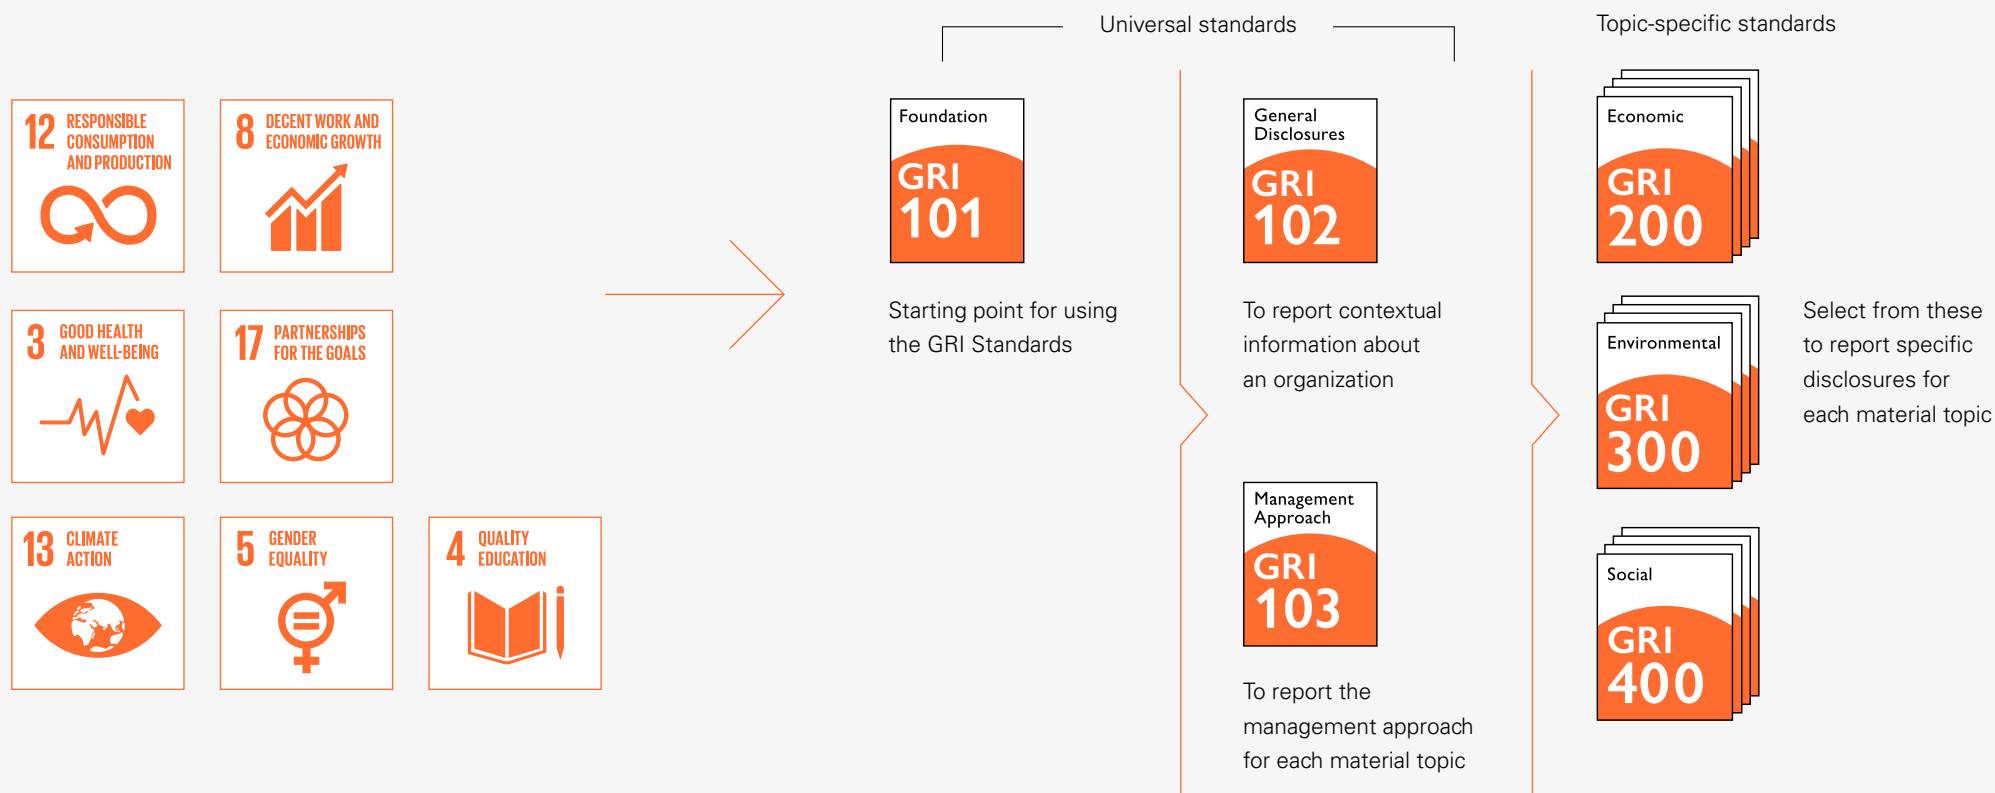 Universal standards
Topic-specific standards
12 RESPONSIBLE
CONSUMPTION
AND PRODUCTION
8 DECENT WORK AND
ECONOMIC GROWTH
3 GOOD HEALTH
AND WELL-BEING
17 PARTNERSHIPS
FOR THE GOALS
13 CLIMATE
ACTION
5 GENDER
EQUALITY
4 QUALITY
EDUCATION
Foundation
GRI
101
Starting point for using
the GRI Standards
General
Disclosures
GRI
102
To report contextual
information about
an organization
Management
Approach
GRI
103
To report the
management approach
for each material topic
Economic
GRI
200
Environmental
GRI
300
Social
GRI
400
Select from these
to report specific
disclosures for
each material topic